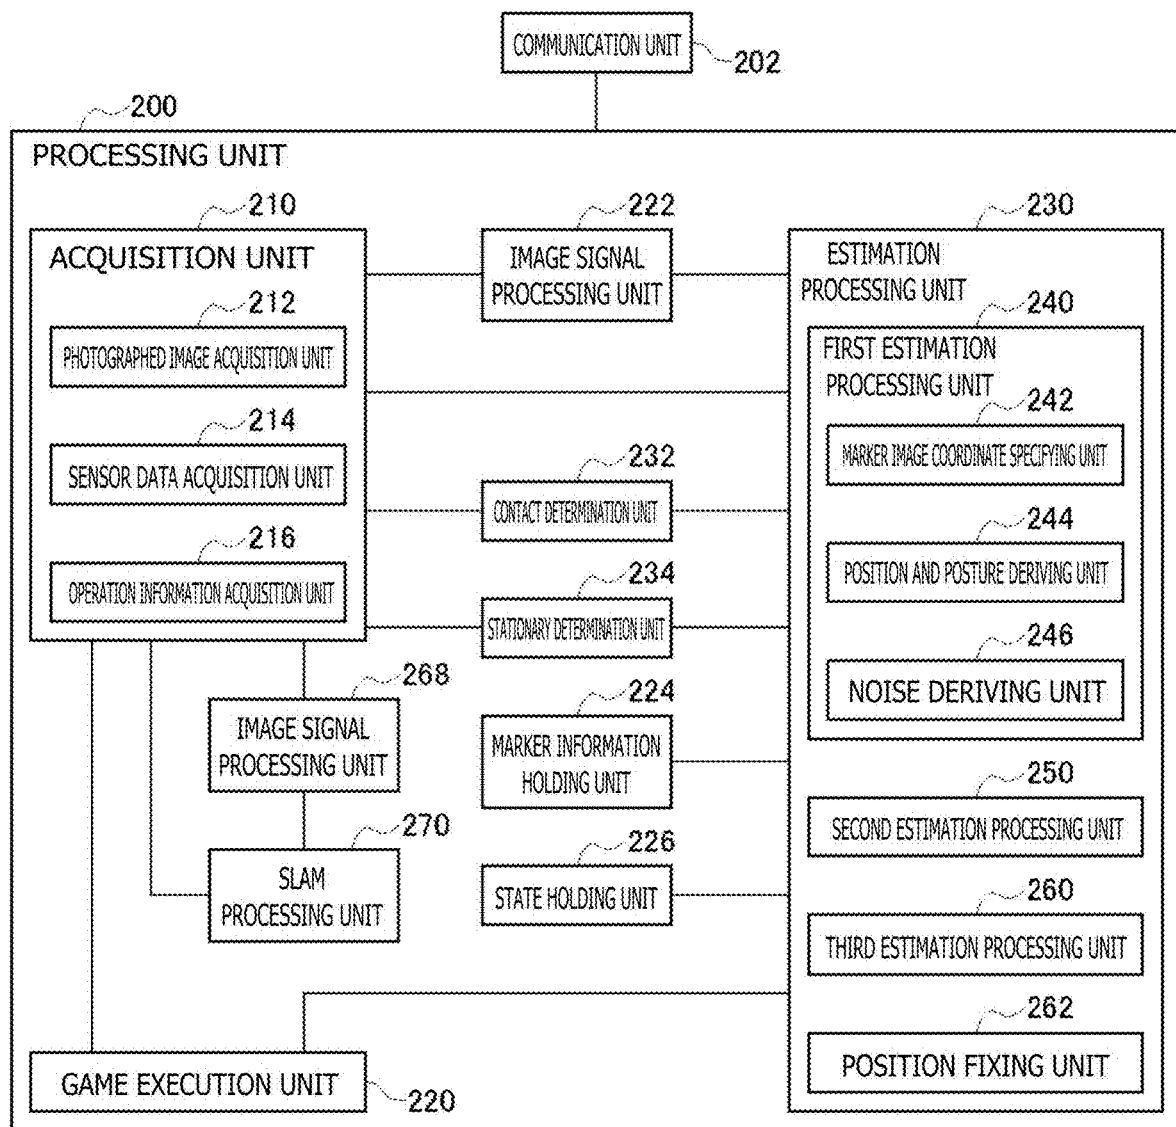 COMMUNICATION UNIT
202
200
PROCESSING UNIT
210
ACQUISITION UNIT
212
PHOTOGRAPHED IMAGE ACQUISITION UNIT
214
SENSOR DATA ACQUISITION UNIT
216
OPERATION INFORMATION ACQUISITION UNIT
222
IMAGE SIGNAL
PROCESSING UNIT
232
CONTACT DETERMINATION UNIT
234
STATIONARY DETERMINATION UNIT
224
MARKER INFORMATION
HOLDING UNIT
226
STATE HOLDING UNIT
268
IMAGE SIGNAL
PROCESSING UNIT
270
SLAM
PROCESSING UNIT
GAME EXECUTION UNIT
220
230
ESTIMATION
PROCESSING UNIT
240
FIRST ESTIMATION
PROCESSING UNIT
242
MARKER IMAGE COORDINATE SPECIFYING UNIT
244
POSITION AND POSTURE DERIVING UNIT
246
NOISE DERIVING UNIT
250
SECOND ESTIMATION PROCESSING UNIT
260
THIRD ESTIMATION PROCESSING UNIT
262
POSITION FIXING UNIT